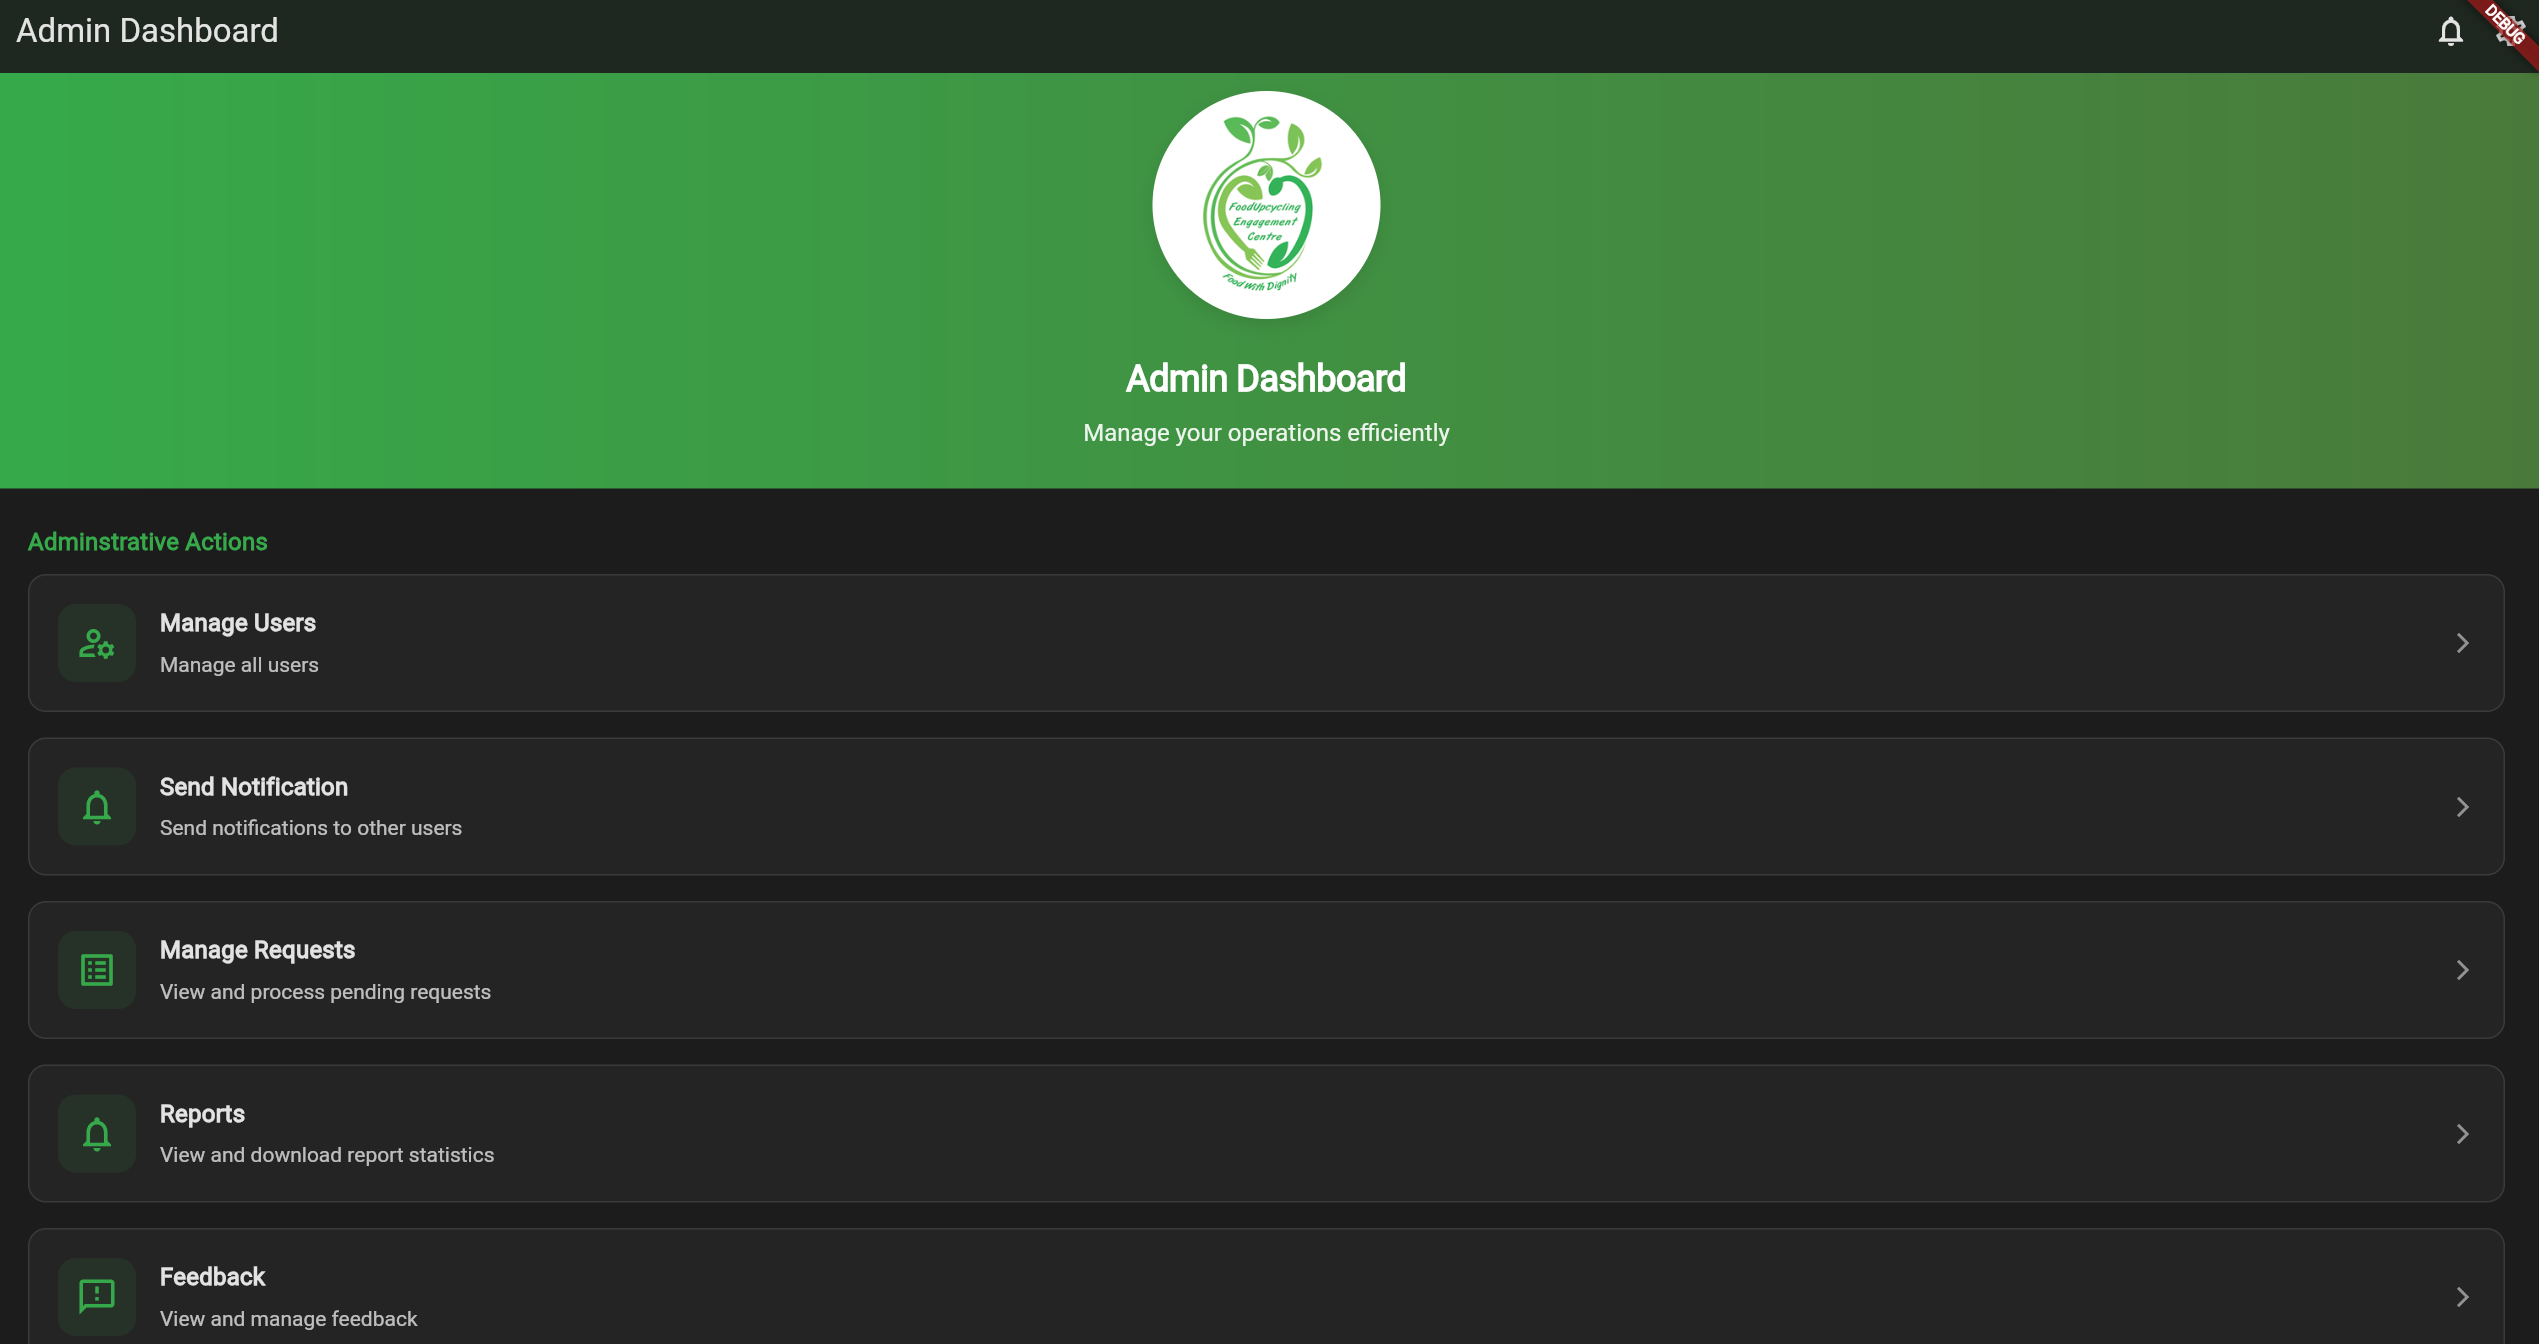 Admin Dashboard
DEBUG
FoodUpcycling
Engagement
Centre
Food With Dignity
Admin Dashboard
Manage your operations efficiently
Adminstrative Actions
Manage Users
Manage all users
Send Notification
Send notifications to other users
Manage Requests
View and process pending requests
Reports
View and download report statistics
Feedback
View and manage feedback